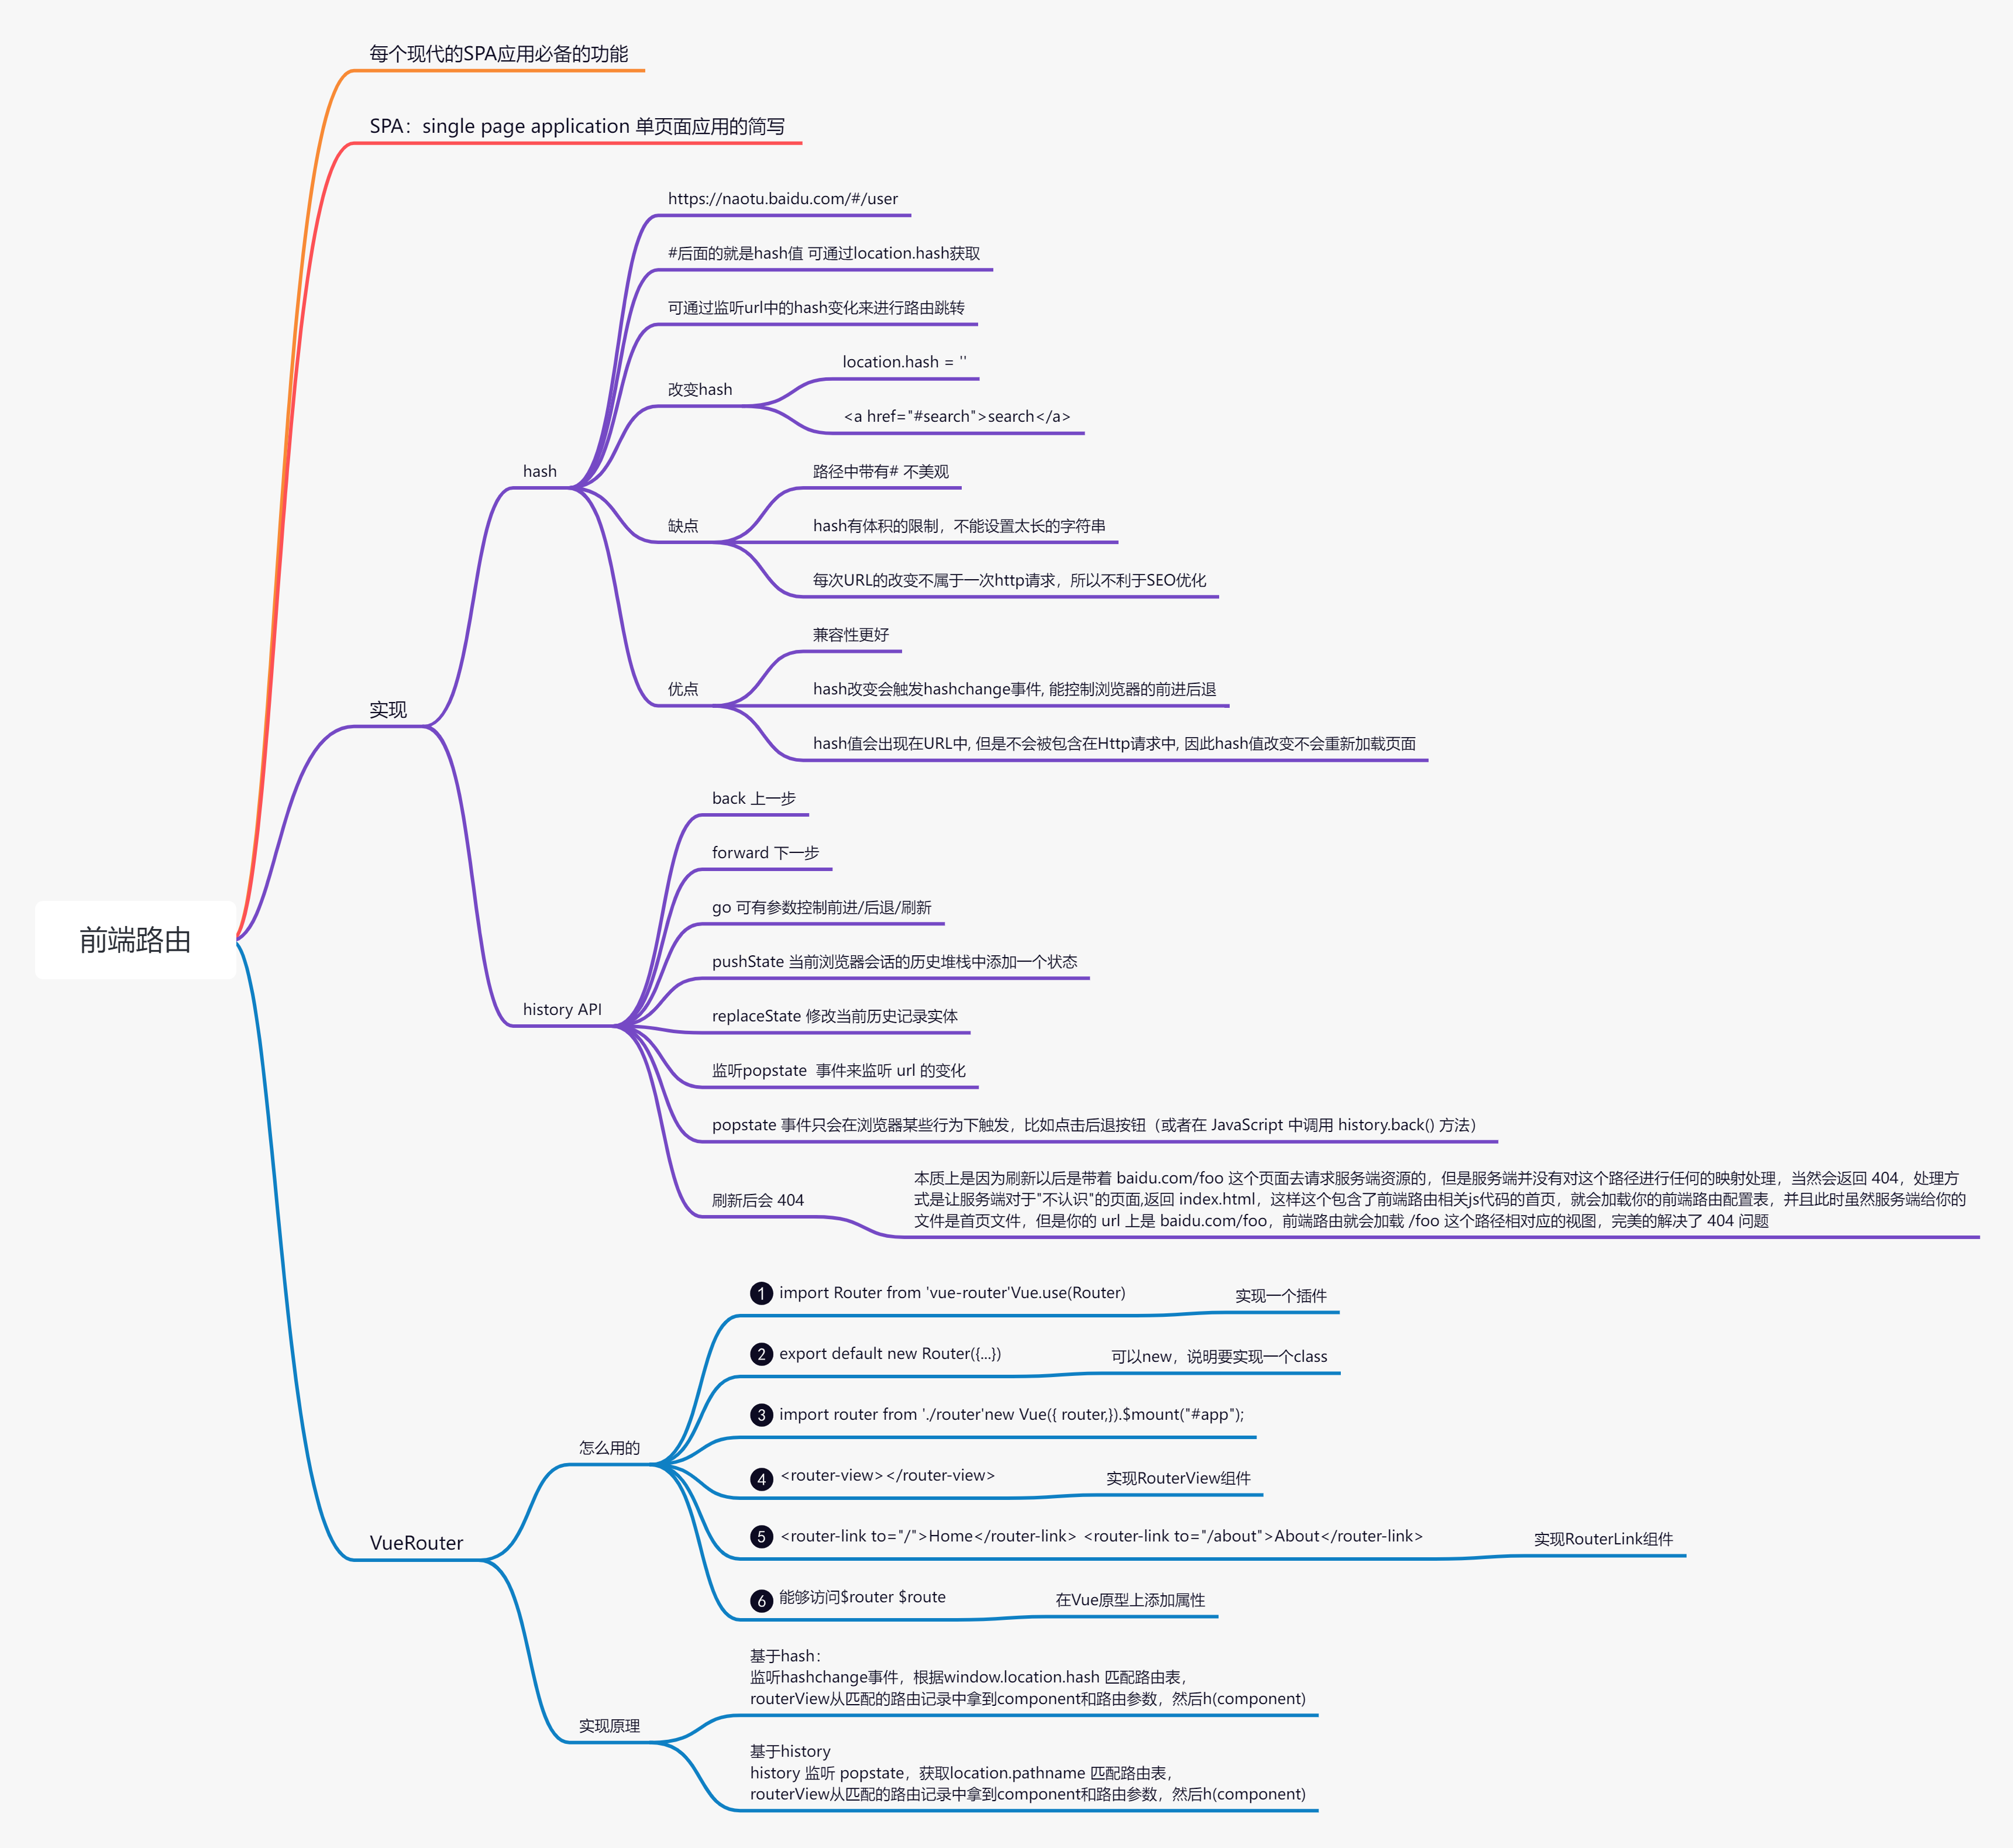 前端路由
每个现代的SPA应用必备的功能
SPA：single page application 单页面应用的简写
实现
hash
https://naotu.baidu.com/#/user
#后面的就是hash值 可通过location.hash获取
可通过监听url中的hash变化来进行路由跳转
改变hash
location.hash = ''
<a href="#search">search</a>
缺点
路径中带有# 不美观
hash有体积的限制，不能设置太长的字符串
每次URL的改变不属于一次http请求，所以不利于SEO优化
优点
兼容性更好
hash改变会触发hashchange事件, 能控制浏览器的前进后退
hash值会出现在URL中, 但是不会被包含在Http请求中, 因此hash值改变不会重新加载页面
history API
back 上一步
forward 下一步
go 可有参数控制前进/后退/刷新
pushState 当前浏览器会话的历史堆栈中添加一个状态
replaceState 修改当前历史记录实体
监听popstate  事件来监听 url 的变化
popstate 事件只会在浏览器某些行为下触发，比如点击后退按钮（或者在 JavaScript 中调用 history.back() 方法）
刷新后会 404
本质上是因为刷新以后是带着 baidu.com/foo 这个页面去请求服务端资源的，但是服务端并没有对这个路径进行任何的映射处理，当然会返回 404，处理方
式是让服务端对于"不认识"的页面,返回 index.html，这样这个包含了前端路由相关js代码的首页，就会加载你的前端路由配置表，并且此时虽然服务端给你的
文件是首页文件，但是你的 url 上是 baidu.com/foo，前端路由就会加载 /foo 这个路径相对应的视图，完美的解决了 404 问题
VueRouter
怎么用的
1 import Router from 'vue-router'Vue.use(Router)
实现一个插件
2 export default new Router({...})
可以new，说明要实现一个class
3 import router from './router'new Vue({ router,}).$mount("#app");
4 <router-view></router-view>
实现RouterView组件
5 <router-link to="/">Home</router-link> <router-link to="/about">About</router-link>
实现RouterLink组件
6 能够访问$router $route
在Vue原型上添加属性
实现原理
基于hash：
监听hashchange事件，根据window.location.hash 匹配路由表，
routerView从匹配的路由记录中拿到component和路由参数，然后h(component)
基于history
history 监听 popstate，获取location.pathname 匹配路由表，
routerView从匹配的路由记录中拿到component和路由参数，然后h(component)